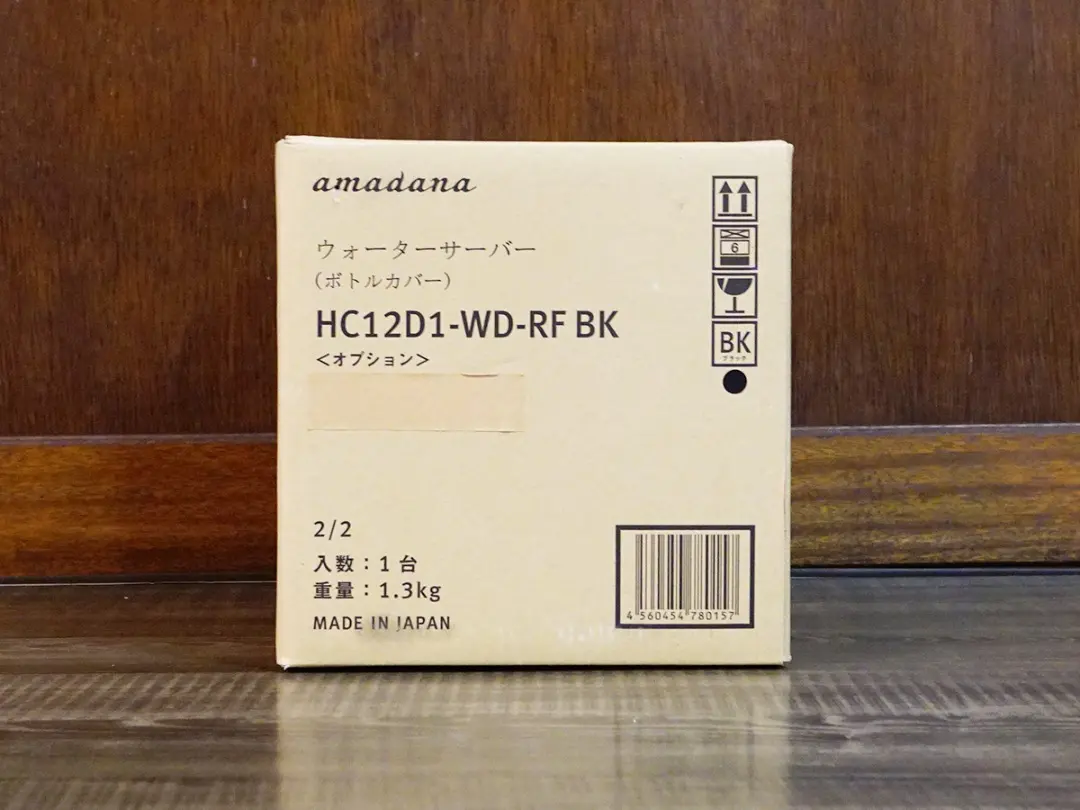 amadana
ウォーターサーバー
(ボトルカバー)
HC12D1-WD-RF BK
<オプション>
6
BK
ブラック
2/2
入数：1 台
重量：1.3kg
MADE IN JAPAN
4 560454 780157